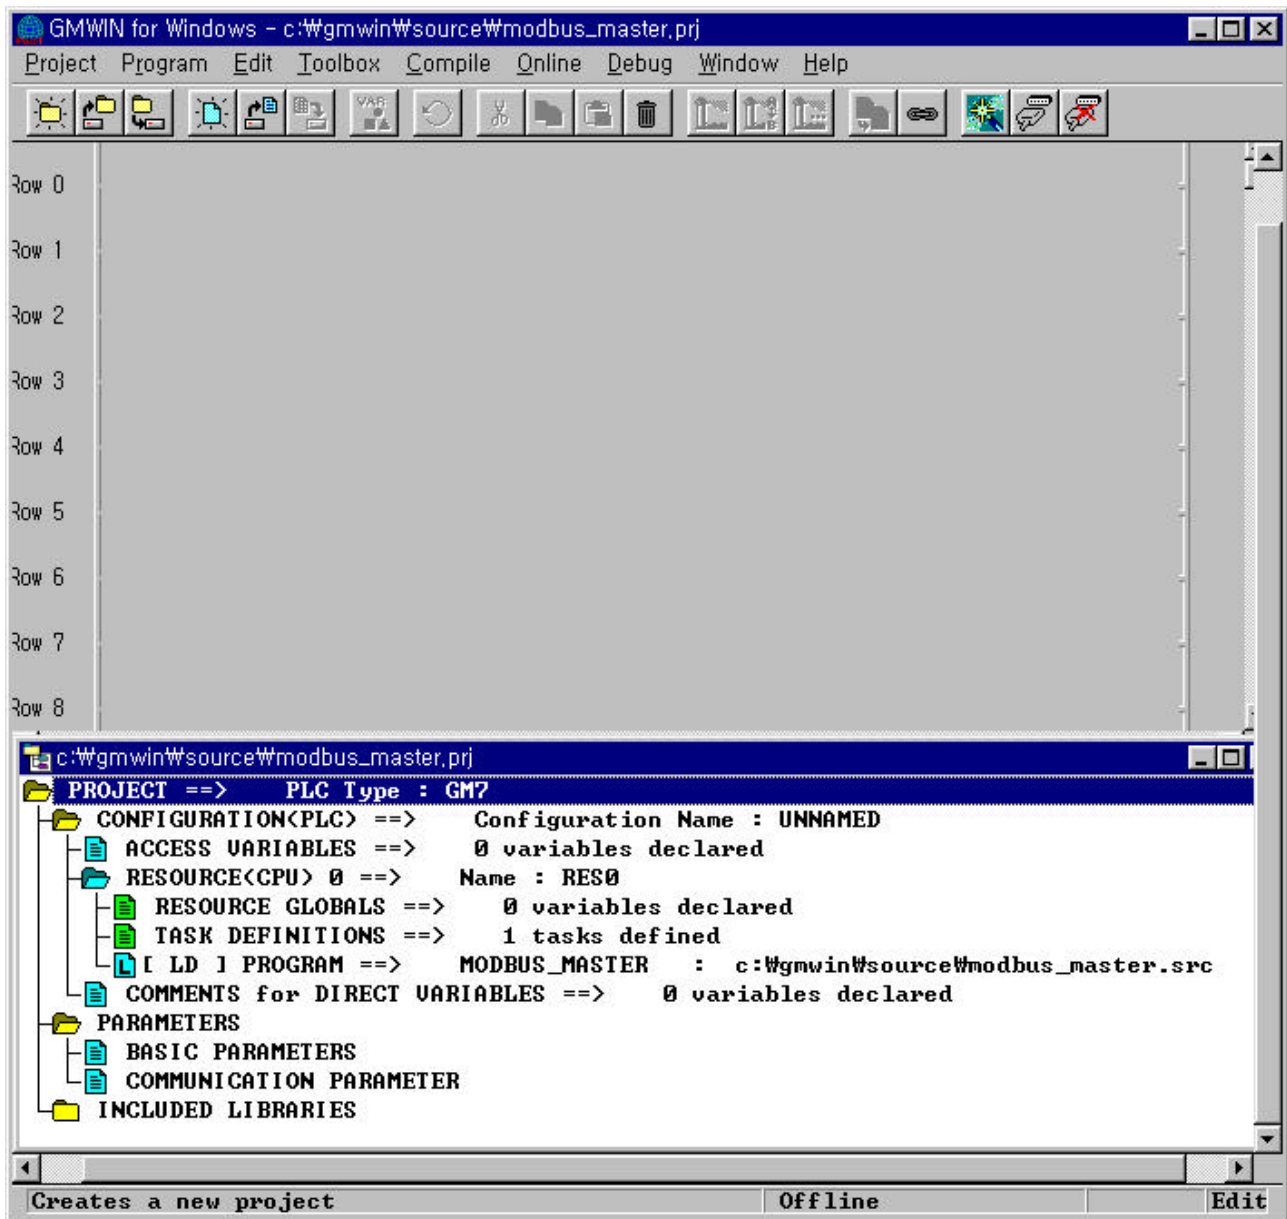 GMWIN for Windows - c:₩gmwin₩source₩modbus_master.prj
Project Program Edit Toolbox Compile Online Debug Window Help
VAR
Row 0
Row 1
Row 2
Row 3
Row 4
Row 5
Row 6
Row 7
Row 8
c:₩gmwin₩source₩modbus_master.prj
PROJECT ==> PLC Type : GM7
CONFIGURATION(PLC) ==> Configuration Name : UNNAMED
ACCESS VARIABLES ==> 0 variables declared
RESOURCE(CPU) 0 ==> Name : RES0
RESOURCE GLOBALS ==> 0 variables declared
TASK DEFINITIONS ==> 1 tasks defined
L [ LD ] PROGRAM ==> MODBUS_MASTER : c:₩gmwin₩source₩modbus_master.src
COMMENTS for DIRECT VARIABLES ==> 0 variables declared
PARAMETERS
BASIC PARAMETERS
COMMUNICATION PARAMETER
INCLUDED LIBRARIES
Creates a new project Offline Edit